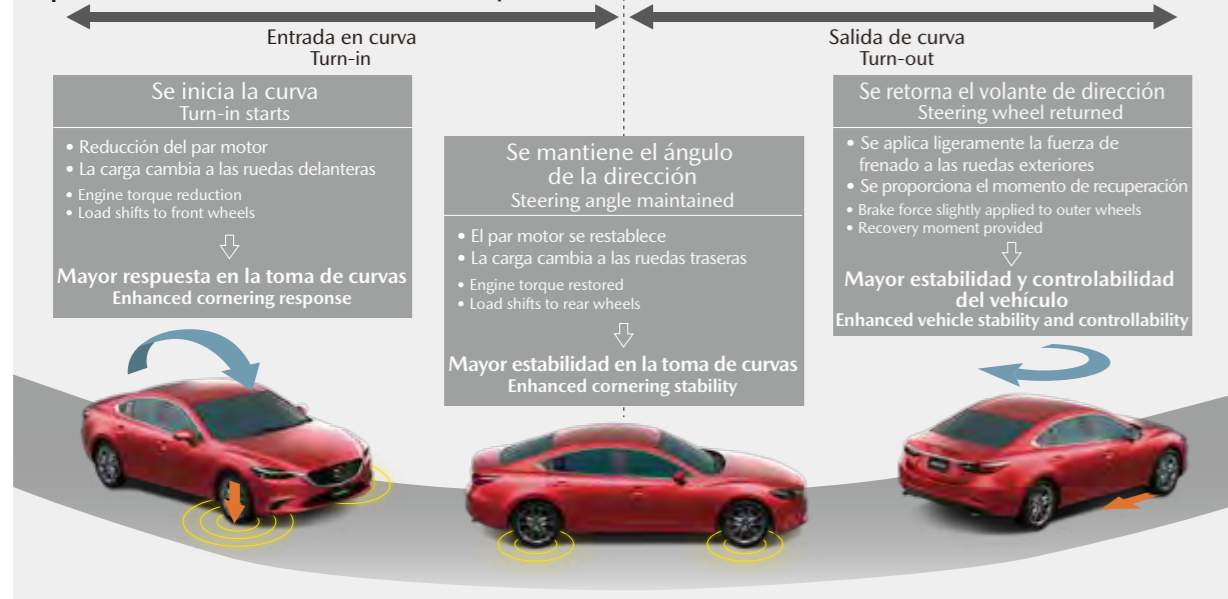 Entrada en curva
Turn-in
Salida de curva
Turn-out
Se inicia la curva
Turn-in starts
• Reducción del par motor
• La carga cambia a las ruedas delanteras
• Engine torque reduction
• Load shifts to front wheels
Mayor respuesta en la toma de curvas
Enhanced cornering response
Se mantiene el ángulo
de la dirección
Steering angle maintained
• El par motor se restablece
• La carga cambia a las ruedas traseras
• Engine torque restored
• Load shifts to rear wheels
Mayor estabilidad en la toma de curvas
Enhanced cornering stability
Se retorna el volante de dirección
Steering wheel returned
• Se aplica ligeramente la fuerza de
frenado a las ruedas exteriores
• Se proporciona el momento de recuperación
• Brake force slightly applied to outer wheels
• Recovery moment provided
Mayor estabilidad y controlabilidad
del vehículo
Enhanced vehicle stability and controllability